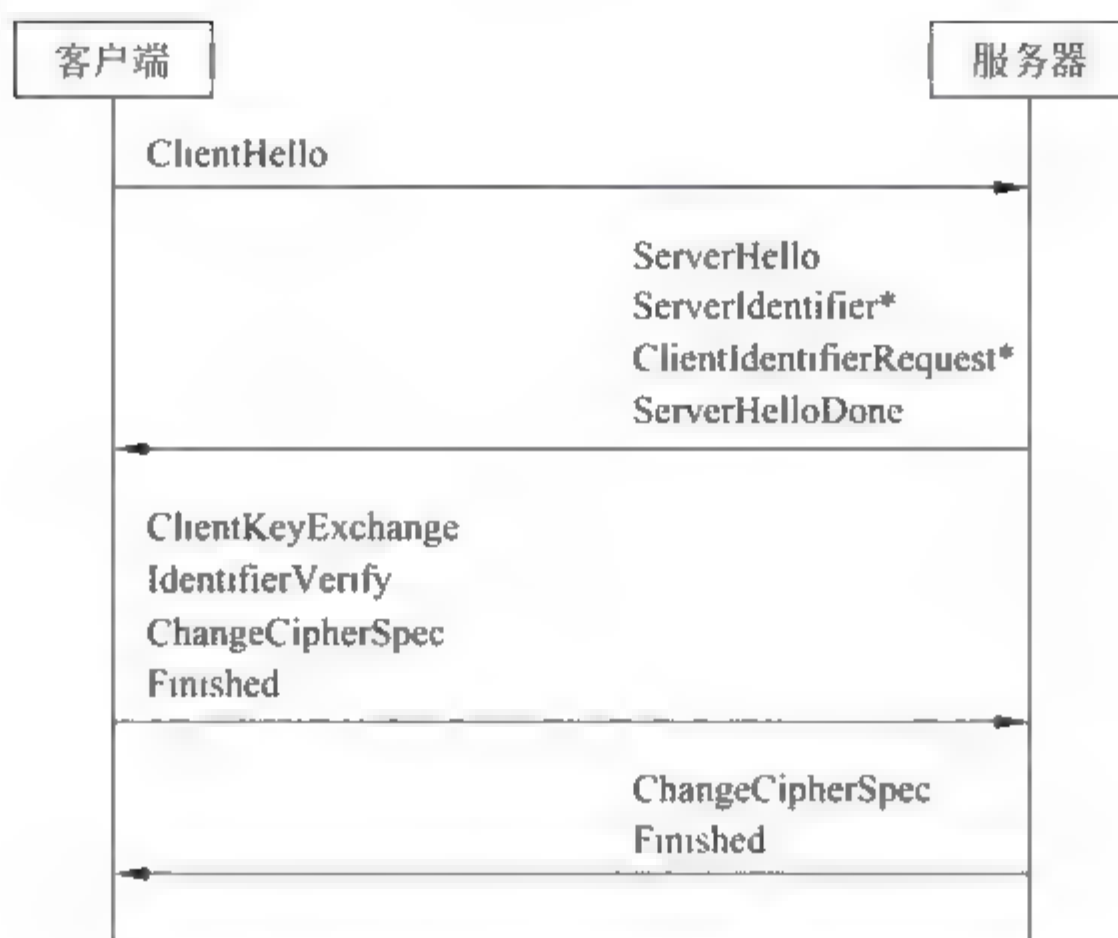 客户端
服务器
ClientHello
ServerHello
ServerIdentifier*
ClientIdentifierRequest*
ServerHelloDone
ClientKeyExchange
IdentifierVerify
ChangeCipherSpec
Finished
ChangeCipherSpec
Finished